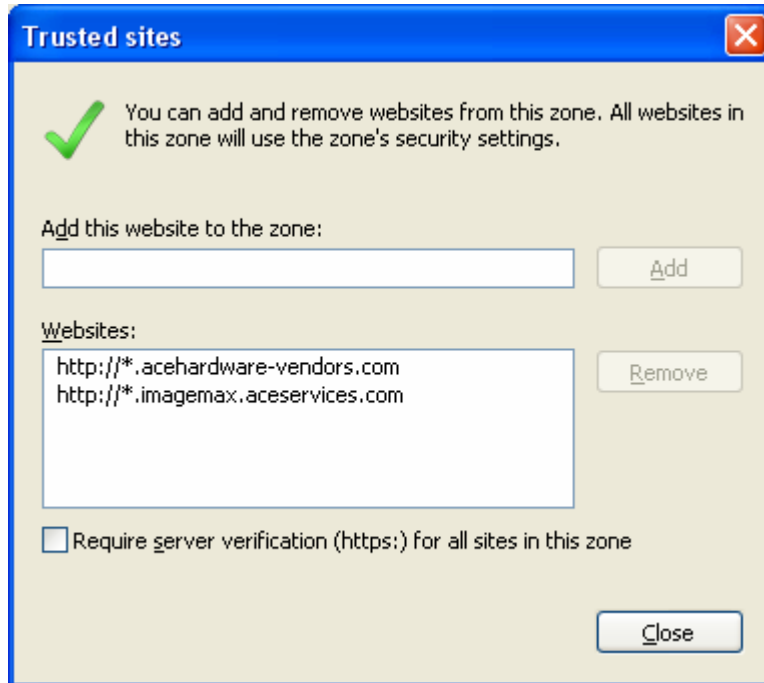 Trusted sites
You can add and remove websites from this zone. All websites in
this zone will use the zone's security settings.
Add this website to the zone:
Add
Websites:
http://*.acehardware-vendors.com
http://*.imagemax.aceservices.com
Remove
Require server verification (https:) for all sites in this zone
Close